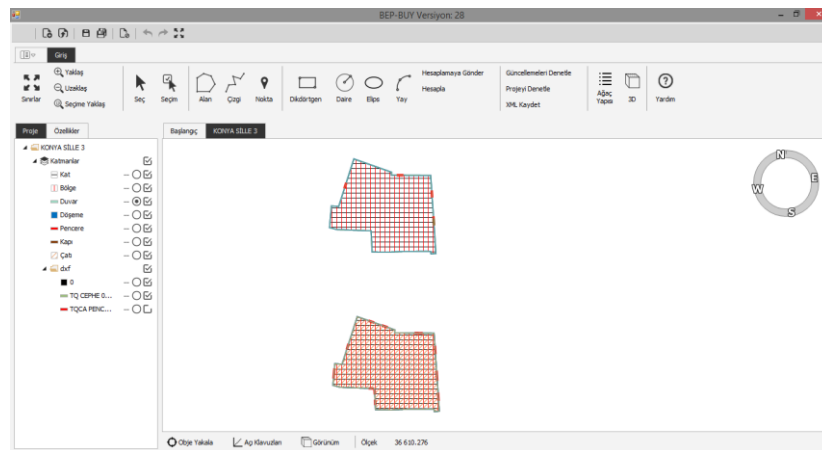 BEP-BUY Versiyon: 28
Giriş
Sınırlar
Yaklaş
Uzaklaş
Seçime Yaklaş
Seç
Seçim
Alan
Çizgi
Nokta
Dikdörtgen
Daire
Elips
Yay
Hesaplamaya Gönder
Hesapla
Güncellemeleri Denetle
Projeyi Denetle
XML Kaydet
Ağaç
Yapısı
3D
Yardım
Proje Özellikler
Başlangıç KONYA SİLLE 3
KONYA SİLLE 3
Katmanlar
Kat
Bölge
Duvar
Döşeme
Pencere
Kapı
Çatı
dxf
0
TQ CEPHE 0...
TQCA PENC...
N
E
W
S
Obje Yakala Açı Klavuzları Görünüm Ölçek 36 610.276